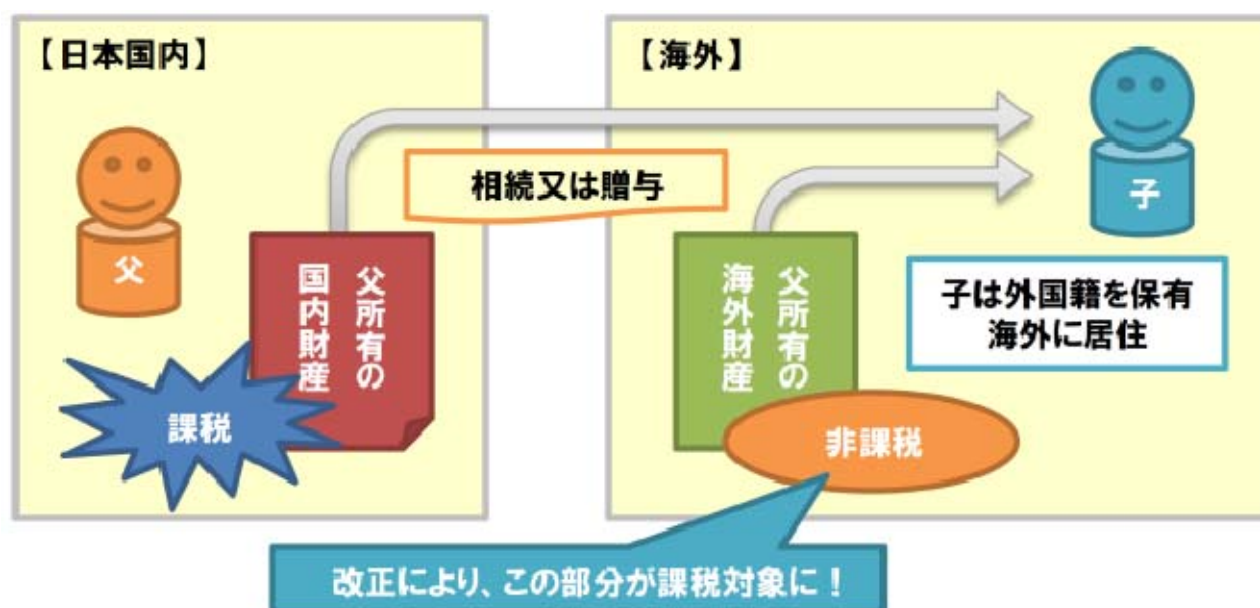 【日本国内】
【海外】
相続又は贈与
父
子
父所有の
国内財産
父所有の
海外財産
子は外国籍を保有
海外に居住
課税
非課税
改正により、この部分が課税対象に！